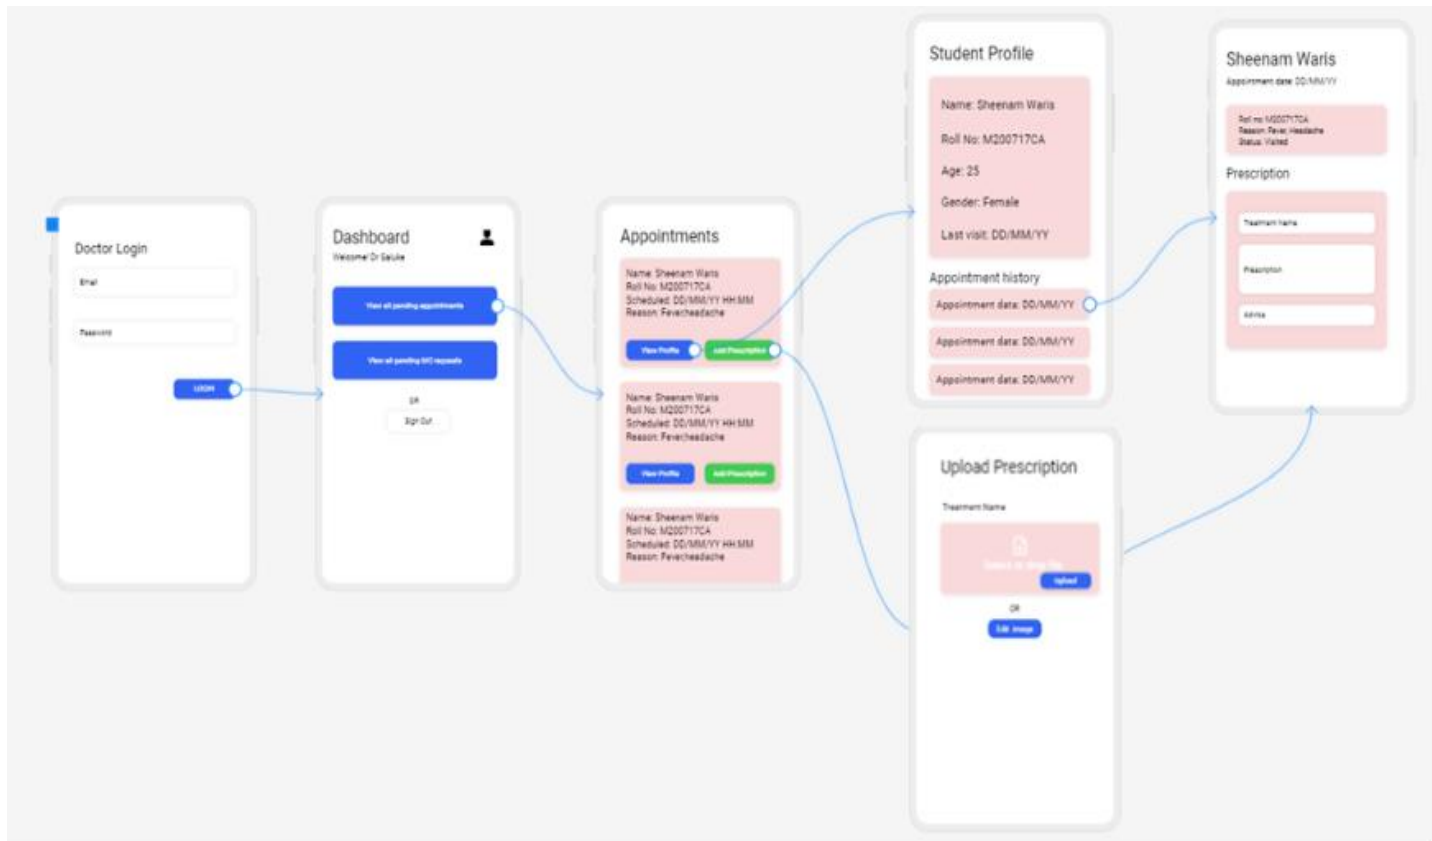 Doctor Login
Email
Password
LOGIN
Dashboard
Welcome! Dr Saluke
View all pending appointments
View all pending MC requests
OR
Sign Out
Appointments
Name: Sheenam Waris
Roll No: M200717CA
Scheduled: DD/MM/YY HH:MM
Reason: Fever,headache
View Profile
Add Prescription
Name: Sheenam Waris
Roll No: M200717CA
Scheduled: DD/MM/YY HH:MM
Reason: Fever,headache
View Profile
Add Prescription
Name: Sheenam Waris
Roll No: M200717CA
Scheduled: DD/MM/YY HH:MM
Reason: Fever,headache
Student Profile
Name: Sheenam Waris
Roll No: M200717CA
Age: 25
Gender: Female
Last visit: DD/MM/YY
Appointment history
Appointment data: DD/MM/YY
Appointment data: DD/MM/YY
Appointment data: DD/MM/YY
Upload Prescription
Treatment Name
Select or drop file
Upload
OR
Edit image
Sheenam Waris
Appointment date: DD/MM/YY
Roll no: M200717CA
Reason: Fever, Headache
Status: Visited
Prescription
Treatment Name
Prescription
Advice